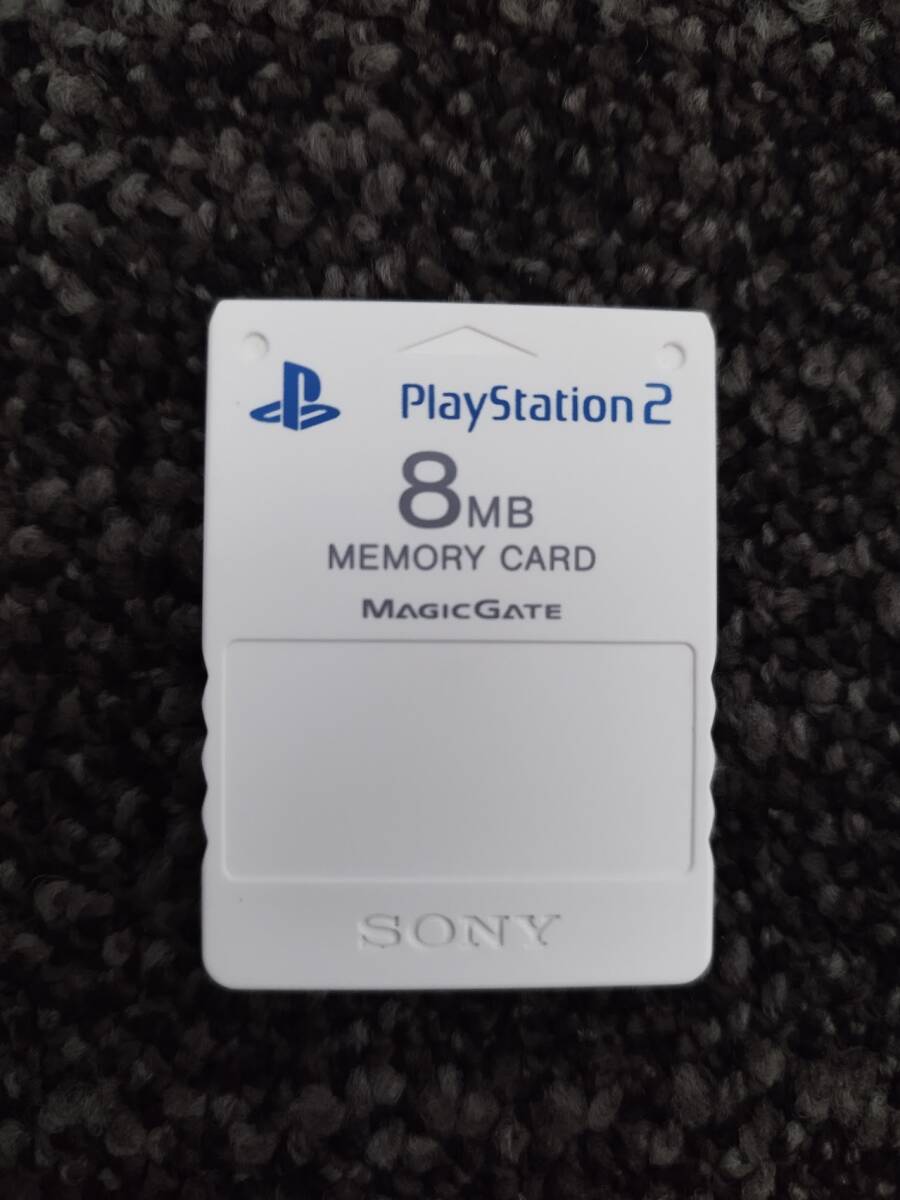 PlayStation 2
8MB
MEMORY CARD
MAGICGATE
SONY